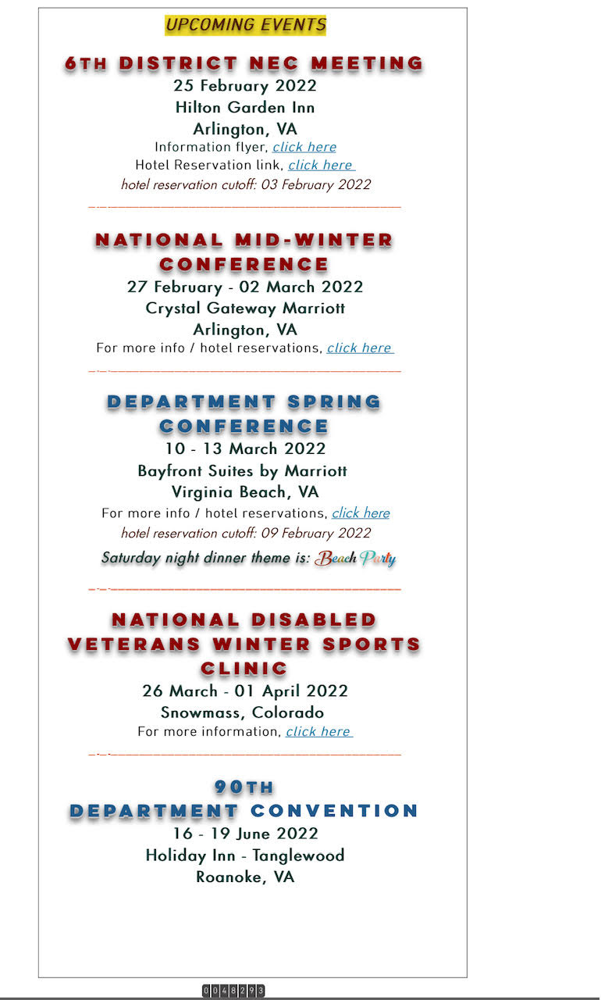 UPCOMING EVENTS
6TH DISTRICT NEC MEETING
25 February 2022
Hilton Garden Inn
Arlington, VA
Information flyer, click here
Hotel Reservation link, click here
hotel reservation cutoff: 03 February 2022
NATIONAL MID-WINTER
CONFERENCE
27 February - 02 March 2022
Crystal Gateway Marriott
Arlington, VA
For more info / hotel reservations, click here
DEPARTMENT SPRING
CONFERENCE
10 - 13 March 2022
Bayfront Suites by Marriott
Virginia Beach, VA
For more info / hotel reservations, click here
hotel reservation cutoff: 09 February 2022
Saturday night dinner theme is: Beach Party
NATIONAL DISABLED
VETERANS WINTER SPORTS
CLINIC
26 March - 01 April 2022
Snowmass, Colorado
For more information, click here
90TH
DEPARTMENT CONVENTION
16 - 19 June 2022
Holiday Inn - Tanglewood
Roanoke, VA
0048293